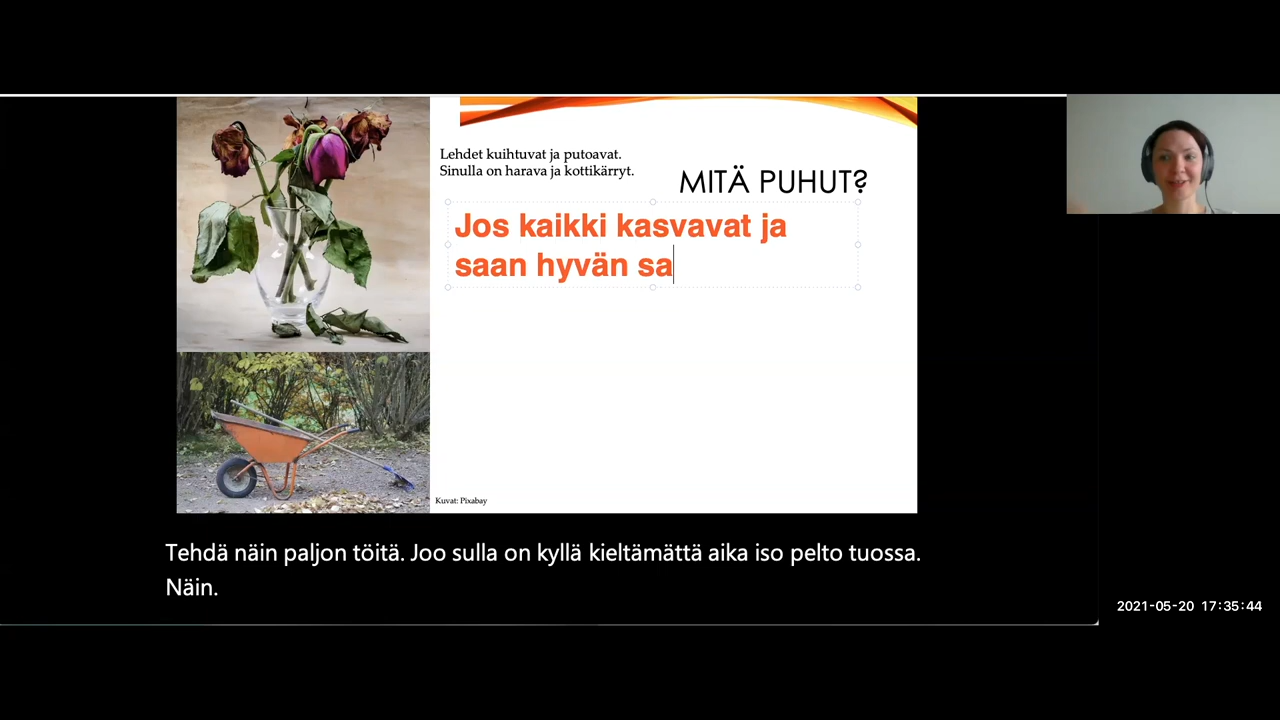 Lehdet kuihtuvat ja putoavat.
Sinulla on harava ja kottikärryt.
MITÄ PUHUT?
Jos kaikki kasvavat ja
saan hyvän sa
Kuvat: Pixabay
Tehdä näin paljon töitä. Joo sulla on kyllä kieltämättä aika iso pelto tuossa.
Näin.
2021-05-20 17:35:44